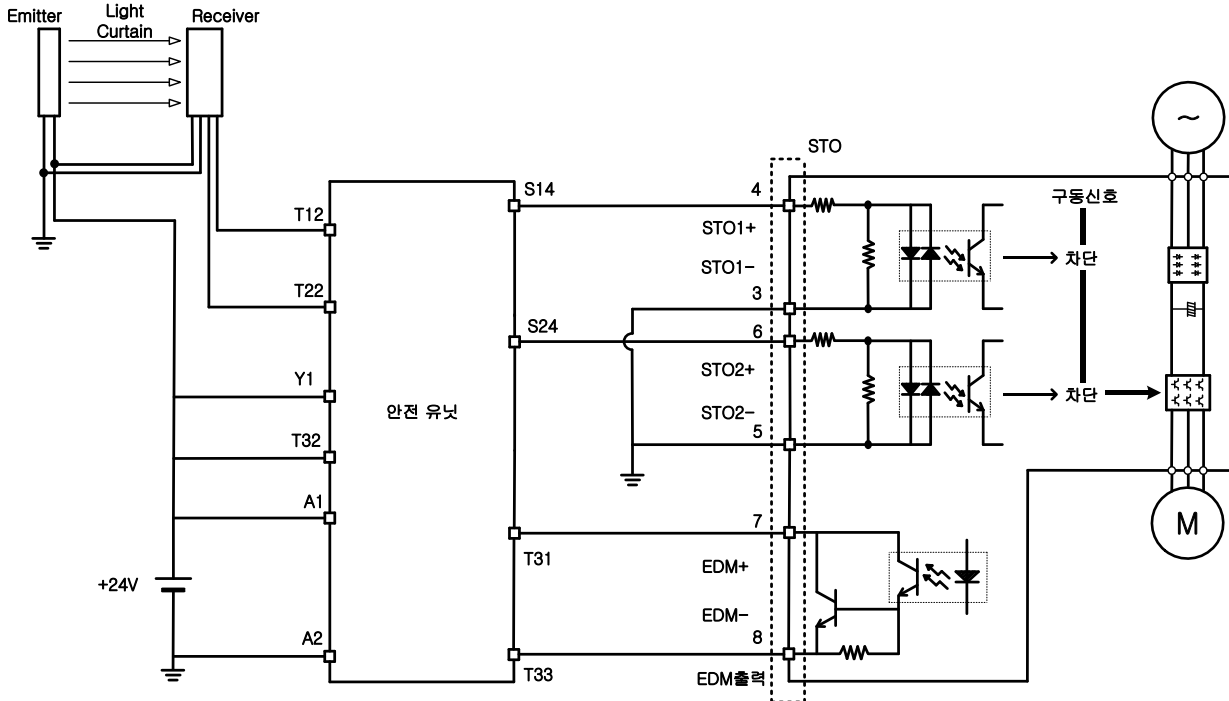 Emitter
Light
Curtain
Receiver
STO
~
T12
S14
4
구동신호
STO1+
STO1-
차단
T22
3
S24
6
Y1
STO2+
안전 유닛
STO2-
차단
T32
5
A1
7
T31
M
+24V
EDM+
EDM-
A2
8
T33
EDM출력